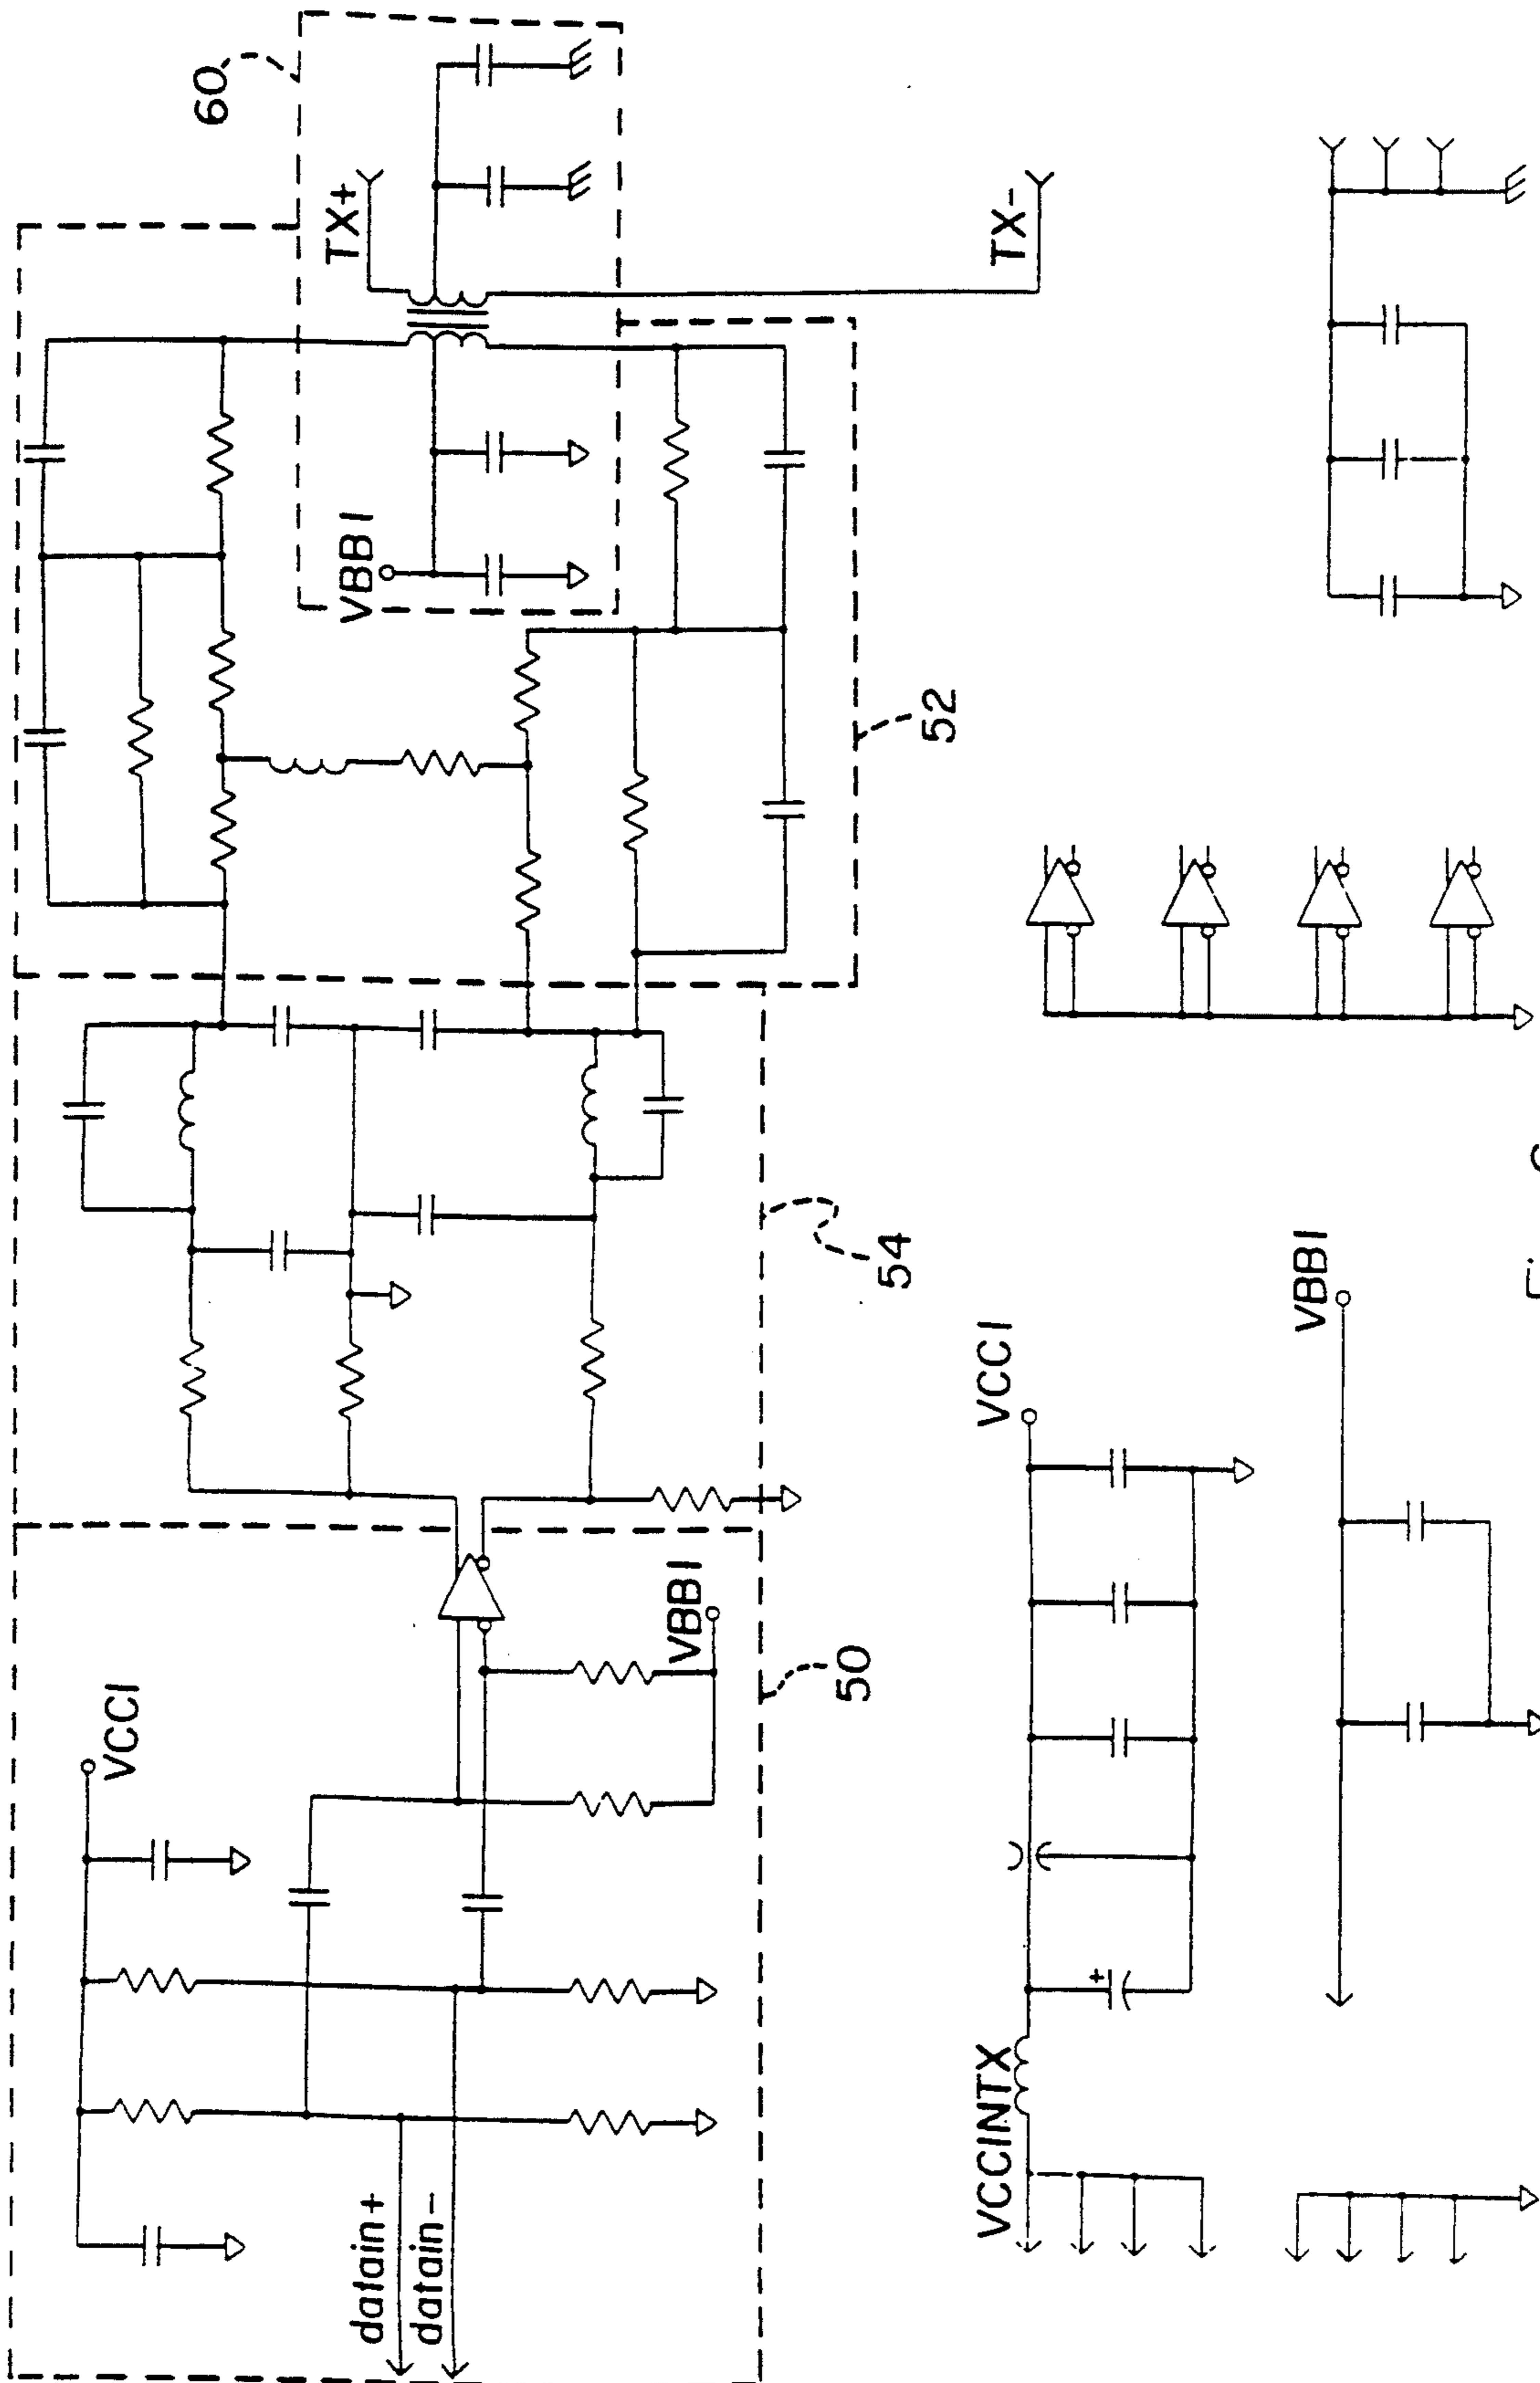 60
TX+
TX-
VBB1
52
54
VCC1
VBB1
50
datain+
datain-
VCCINTX
VCC1
VBB1
+